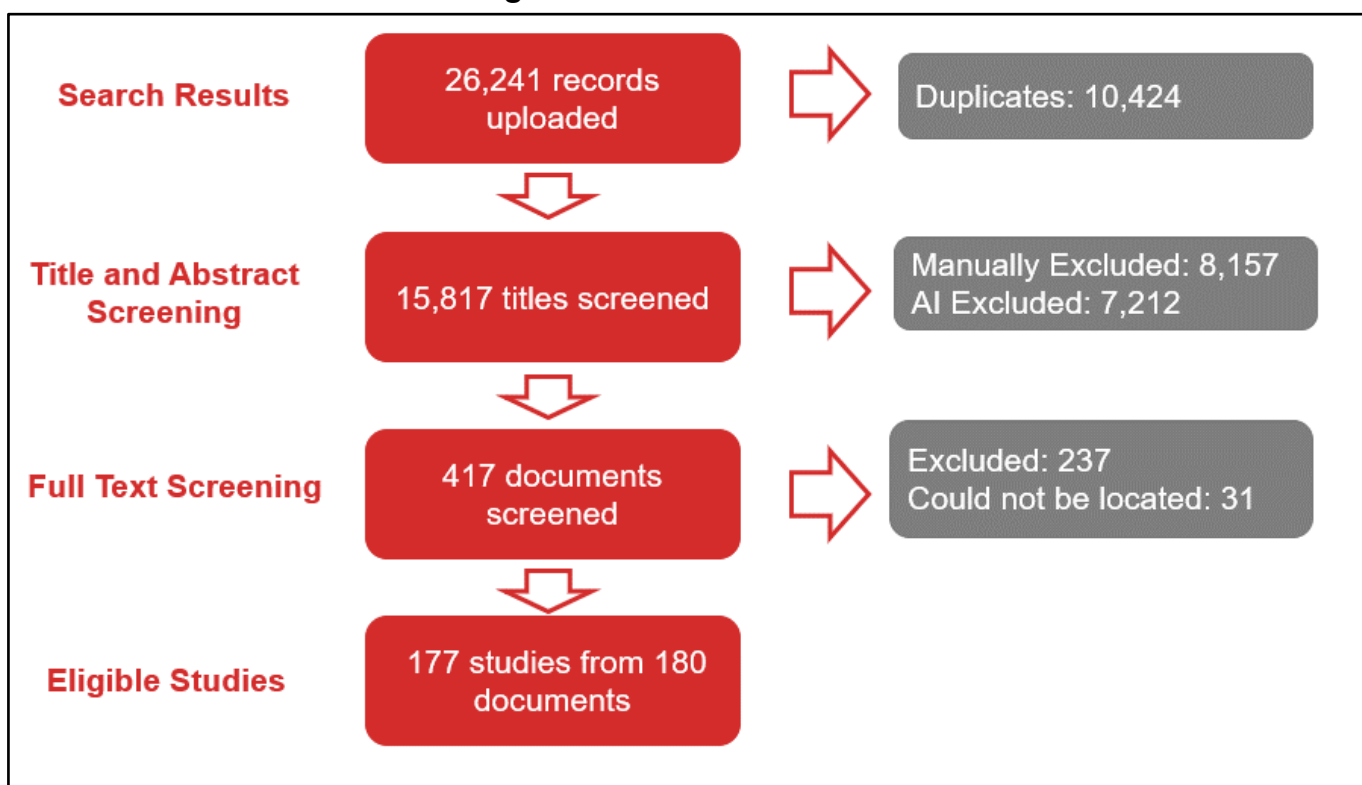 Search Results
26,241 records
uploaded
Duplicates: 10,424
Title and Abstract
Screening
15,817 titles screened
Manually Excluded: 8,157
AI Excluded: 7,212
Full Text Screening
417 documents
screened
Excluded: 237
Could not be located: 31
Eligible Studies
177 studies from 180
documents